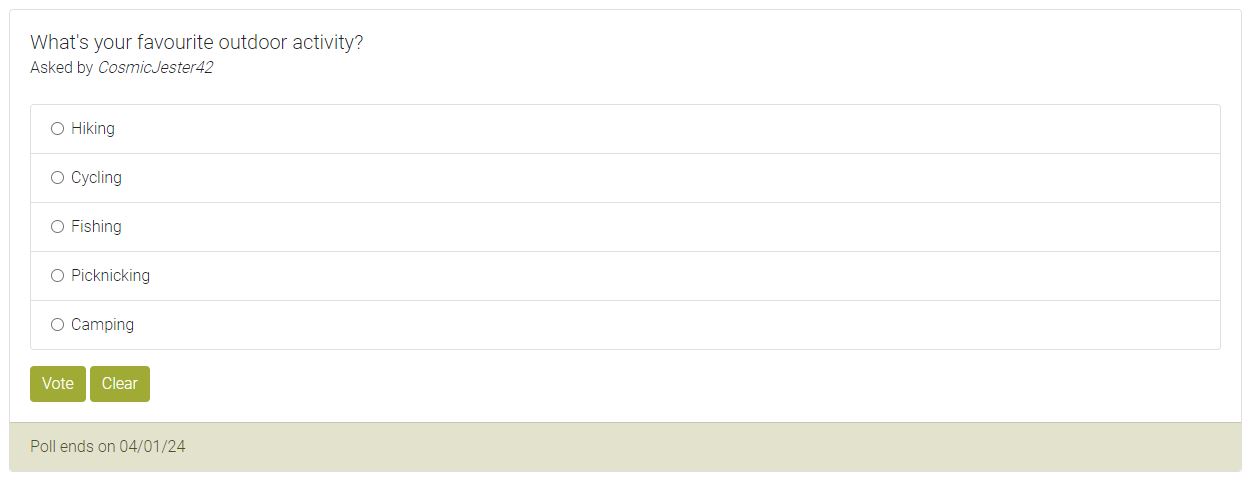 What's your favourite outdoor activity?
Asked by CosmicJester42
Hiking
Cycling
Fishing
Picknicking
Camping
Vote Clear
Poll ends on 04/01/24